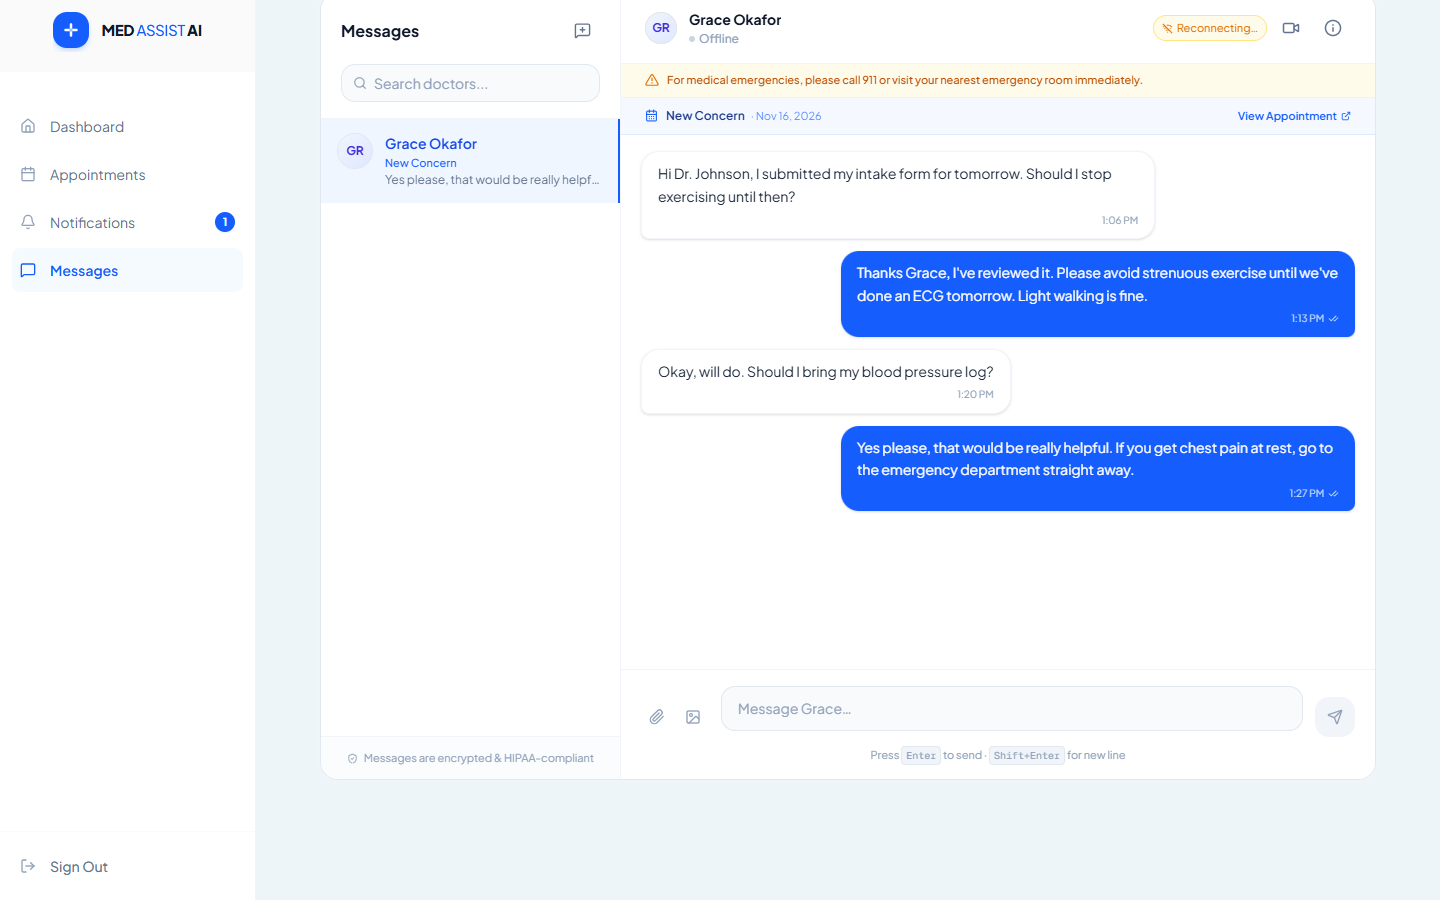 MED ASSIST AI
Dashboard
Appointments
Notifications
1
Messages
Sign Out
Messages
Search doctors...
GR
Grace Okafor
New Concern
Yes please, that would be really helpf...
Messages are encrypted & HIPAA-compliant
GR
Grace Okafor
Offline
Reconnecting...
For medical emergencies, please call 911 or visit your nearest emergency room immediately.
New Concern · Nov 16, 2026
View Appointment
Hi Dr. Johnson, I submitted my intake form for tomorrow. Should I stop
exercising until then?
1:06 PM
Thanks Grace, I've reviewed it. Please avoid strenuous exercise until we've
done an ECG tomorrow. Light walking is fine.
1:13 PM
Okay, will do. Should I bring my blood pressure log?
1:20 PM
Yes please, that would be really helpful. If you get chest pain at rest, go to
the emergency department straight away.
1:27 PM
Message Grace...
Press Enter to send · Shift+Enter for new line